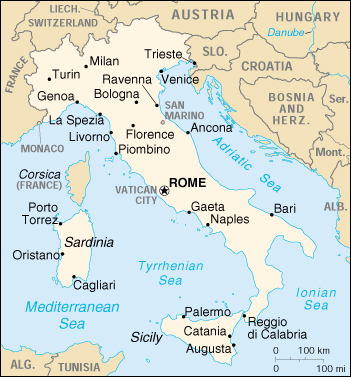 LIECH.
AUSTRIA
HUNGARY
SWITZERLAND
Danube
SLO.
CROATIA
FRANCE
Milan
Trieste
Turin
Venice
Ravenna
Genoa
Bologna
BOSNIA
AND
HERZ.
Ser.
La Spezia
SAN
MARINO
Florence
Livorno
Ancona
MONACO
Piombino
Adriatic Sea
Mont.
Corsica
(FRANCE)
VATICAN
CITY
ROME
ALB.
Porto
Torrez
Gaeta
Naples
Bari
Sardinia
Oristano
Tyrrhenian
Sea
Cagliari
Ionian
Sea
Mediterranean
Sea
Palermo
Reggio
di Calabria
Sicily
Catania
Augusta
ALG.
TUNISIA
0 100 km
0 100 mi